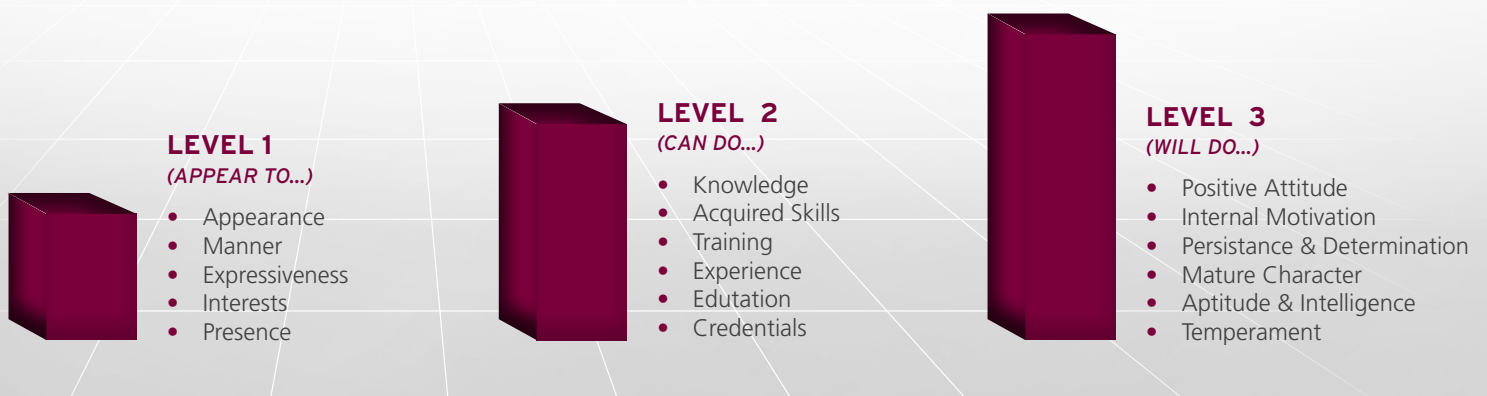 LEVEL 1
(APPEAR TO...)
• Appearance
• Manner
• Expressiveness
• Interests
• Presence
LEVEL 2
(CAN DO...)
• Knowledge
• Acquired Skills
• Training
• Experience
• Edutation
• Credentials
LEVEL 3
(WILL DO...)
• Positive Attitude
• Internal Motivation
• Persistance & Determination
• Mature Character
• Aptitude & Intelligence
• Temperament